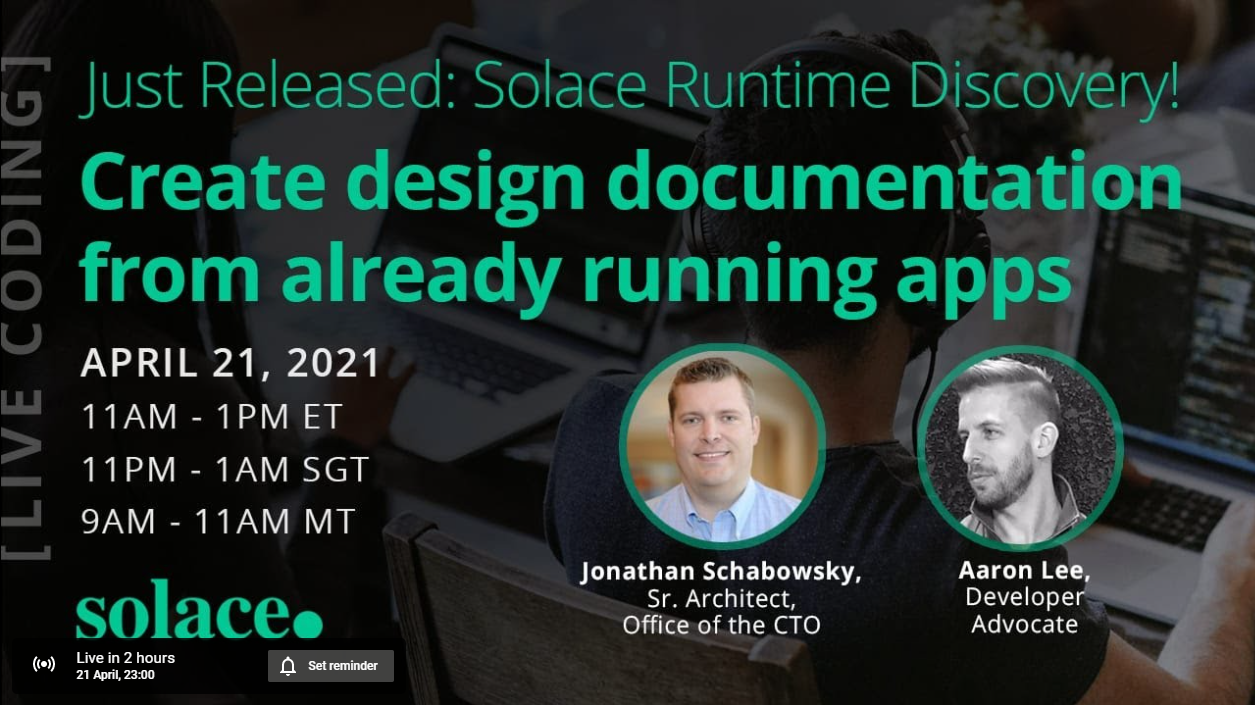 [LIVE CODING]
Just Released: Solace Runtime Discovery!
Create design documentation
from already running apps
APRIL 21, 2021
11AM - 1PM ET
11PM - 1AM SGT
9AM - 11AM MT
Jonathan Schabowsky,
Sr. Architect,
Office of the CTO
Aaron Lee,
Developer
Advocate
solace.
Live in 2 hours
21 April, 23:00
Set reminder